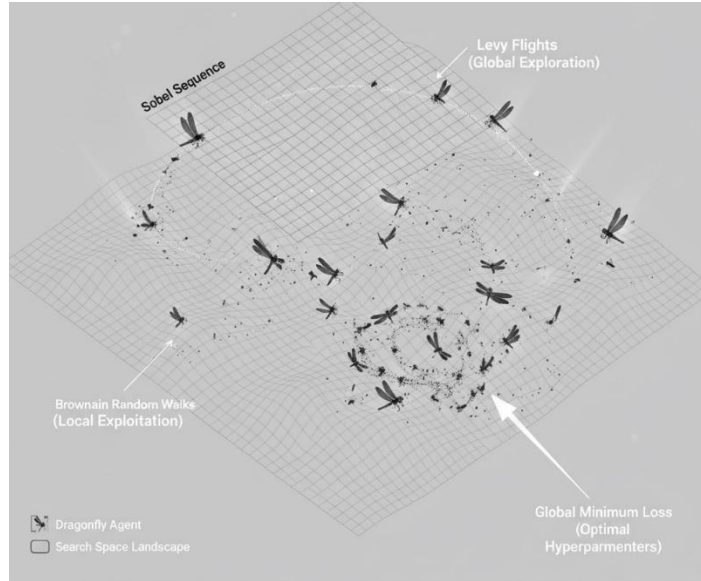 Levy Flights
(Global Exploration)
Sobel Sequence
Brownain Random Walks
(Local Exploitation)
Global Minimum Loss
(Optimal
Hyperparmenters)
Dragonfly Agent
Search Space Landscape